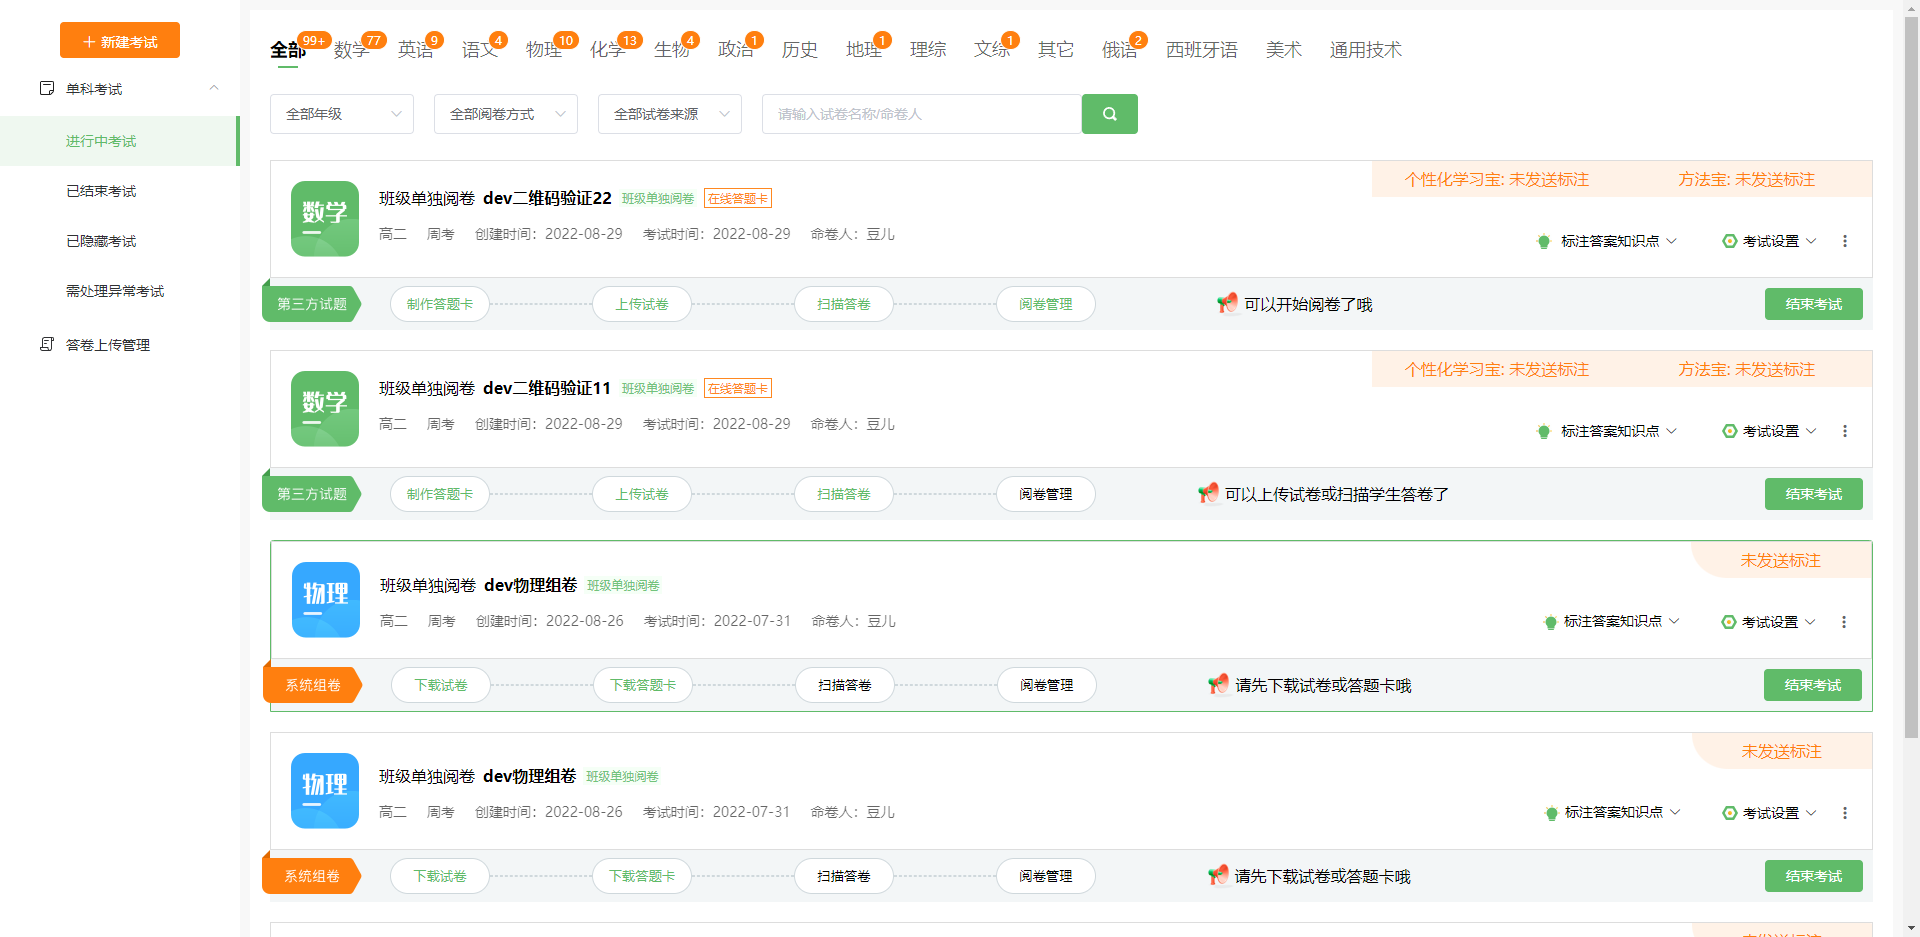 + 新建考试
单科考试
进行中考试
已结束考试
已隐藏考试
需处理异常考试
答卷上传管理
全部 99+ 数学 77 英语 9 语文 4 物理 10 化学 13 生物 4 政治 1 历史 地理 1 理综 文综 1 其它 俄语 2 西班牙语 美术 通用技术
全部年级 全部阅卷方式 全部试卷来源 请输入试卷名称/命卷人
个性化学习宝: 未发送标注 方法宝: 未发送标注
数学
班级单独阅卷 dev二维码验证22 班级单独阅卷 在线答题卡
高二 周考 创建时间：2022-08-29 考试时间：2022-08-29 命卷人：豆儿
标注答案知识点 考试设置
第三方试题 制作答题卡 上传试卷 扫描答卷 阅卷管理 可以开始阅卷了哦 结束考试
个性化学习宝: 未发送标注 方法宝: 未发送标注
数学
班级单独阅卷 dev二维码验证11 班级单独阅卷 在线答题卡
高二 周考 创建时间：2022-08-29 考试时间：2022-08-29 命卷人：豆儿
标注答案知识点 考试设置
第三方试题 制作答题卡 上传试卷 扫描答卷 阅卷管理 可以上传试卷或扫描学生答卷了 结束考试
未发送标注
物理
班级单独阅卷 dev物理组卷 班级单独阅卷
高二 周考 创建时间：2022-08-26 考试时间：2022-07-31 命卷人：豆儿
标注答案知识点 考试设置
系统组卷 下载试卷 下载答题卡 扫描答卷 阅卷管理 请先下载试卷或答题卡哦 结束考试
未发送标注
物理
班级单独阅卷 dev物理组卷 班级单独阅卷
高二 周考 创建时间：2022-08-26 考试时间：2022-07-31 命卷人：豆儿
标注答案知识点 考试设置
系统组卷 下载试卷 下载答题卡 扫描答卷 阅卷管理 请先下载试卷或答题卡哦 结束考试